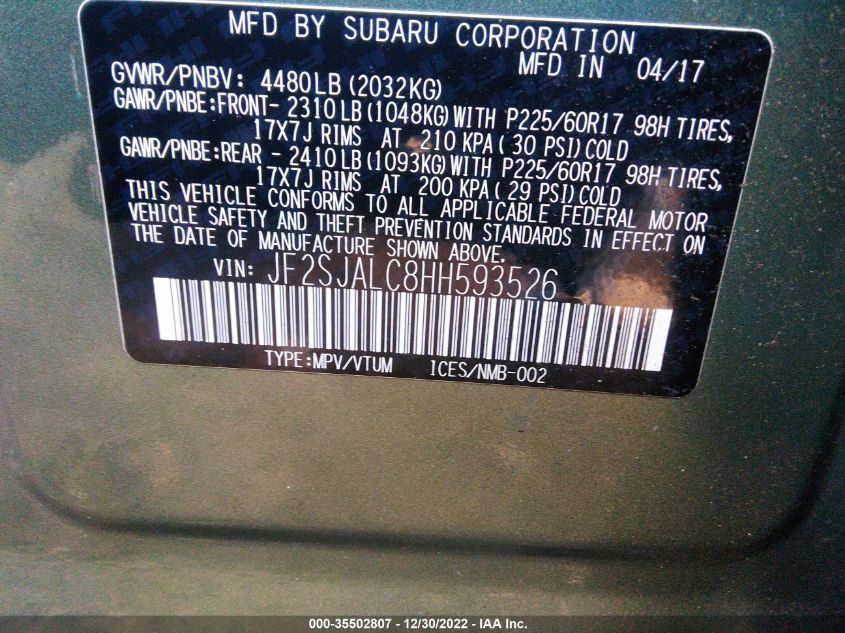 MFD BY SUBARU CORPORATION
MFD IN 04/17
GVWR/PNBV: 4480LB (2032KG)
GAWR/PNBE:FRONT- 2310LB (1048KG) WITH P225/60R17 98H TIRES,
17X7J RIMS AT 210 KPA ( 30 PSI) COLD
GAWR/PNBE:REAR - 2410LB (1093KG) WITH P225/60R17 98H TIRES,
17X7J RIMS AT 200 KPA ( 29 PSI) COLD
THIS VEHICLE CONFORMS TO ALL APPLICABLE FEDERAL MOTOR
VEHICLE SAFETY AND THEFT PREVENTION STANDARDS IN EFFECT ON
THE DATE OF MANUFACTURE SHOWN ABOVE.
VIN: JF2SJALC8HH593526
TYPE:MPV/VTUM ICES/NMB-002
000-35502807 - 12/30/2022 - IAA Inc.